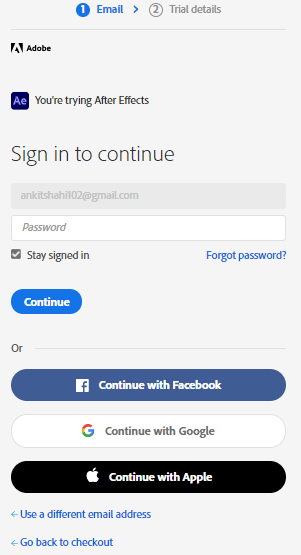 1 Email > 2 Trial details
Adobe
Ae You're trying After Effects
Sign in to continue
ankitshahi102@gmail.com
Password
Stay signed in Forgot password?
Continue
Or
Continue with Facebook
Continue with Google
Continue with Apple
← Use a different email address
← Go back to checkout